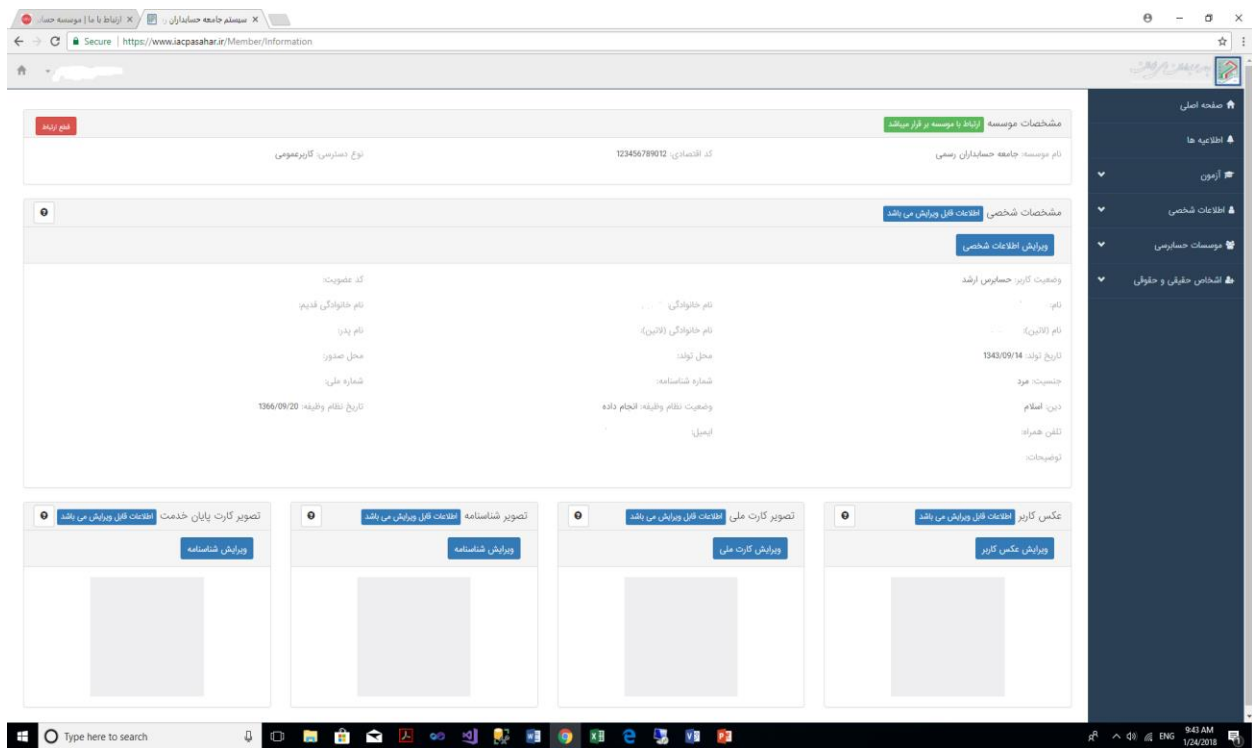 سیستم جامعه حسابداران ر
ارتباط با ما | موسسه حساب
Secure | https://www.iacpasahar.ir/Member/Information
صفحه اصلی
اطلاعیه ها
آزمون
اطلاعات شخصی
موسسات حسابرسی
اشخاص حقیقی و حقوقی
مشخصات موسسه ارتباط با موسسه بر قرار میباشد
قطع ارتباط
نام موسسه: جامعه حسابداران رسمی
کد اقتصادی: 123456789012
نوع دسترسی: کاربرعمومی
مشخصات شخصی اطلاعات قابل ویرایش می باشد
ویرایش اطلاعات شخصی
وضعیت کاربر: حسابرس ارشد
کد عضویت:
نام:
نام خانوادگی
نام خانوادگی قدیم:
نام (لاتین):
نام خانوادگی (لاتین):
نام پدر:
تاریخ تولد: 1343/09/14
محل تولد:
محل صدور:
جنسیت: مرد
شماره شناسنامه:
شماره ملی:
دین: اسلام
وضعیت نظام وظیفه: انجام داده
تاریخ نظام وظیفه: 1366/09/20
تلفن همراه:
ایمیل:
توضیحات:
عکس کاربر اطلاعات قابل ویرایش می باشد
ویرایش عکس کاربر
تصویر کارت ملی اطلاعات قابل ویرایش می باشد
ویرایش کارت ملی
تصویر شناسنامه اطلاعات قابل ویرایش می باشد
ویرایش شناسنامه
تصویر کارت پایان خدمت اطلاعات قابل ویرایش می باشد
ویرایش شناسنامه
Type here to search
ENG
9:43 AM
1/24/2018